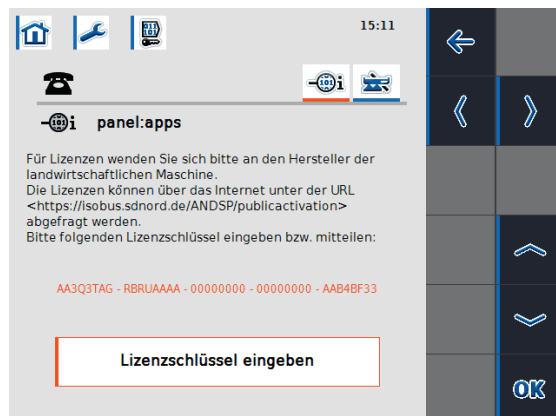 15:11
panel:apps
Für Lizenzen wenden Sie sich bitte an den Hersteller der
landwirtschaftlichen Maschine.
Die Lizenzen können über das Internet unter der URL
<https://isobus.sdnord.de/ANDSP/publicactivation>
abgefragt werden.
Bitte folgenden Lizenzschlüssel eingeben bzw. mitteilen:
AA3Q3TAG - RBRUAAAA - 00000000 - 00000000 - AAB4BF33
Lizenzschlüssel eingeben
OK